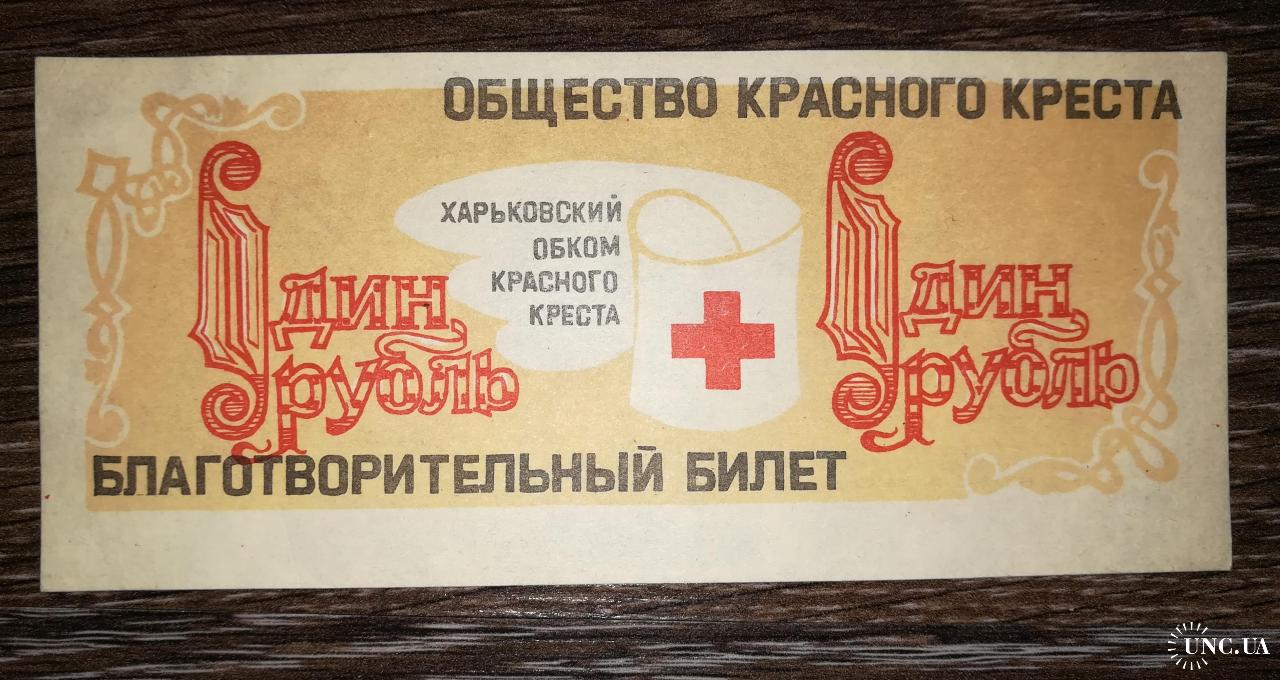 ОБЩЕСТВО КРАСНОГО КРЕСТА
Один
рубль
ХАРЬКОВСКИЙ
ОБКОМ
КРАСНОГО
КРЕСТА
Один
рубль
БЛАГОТВОРИТЕЛЬНЫЙ БИЛЕТ
UNC.UA